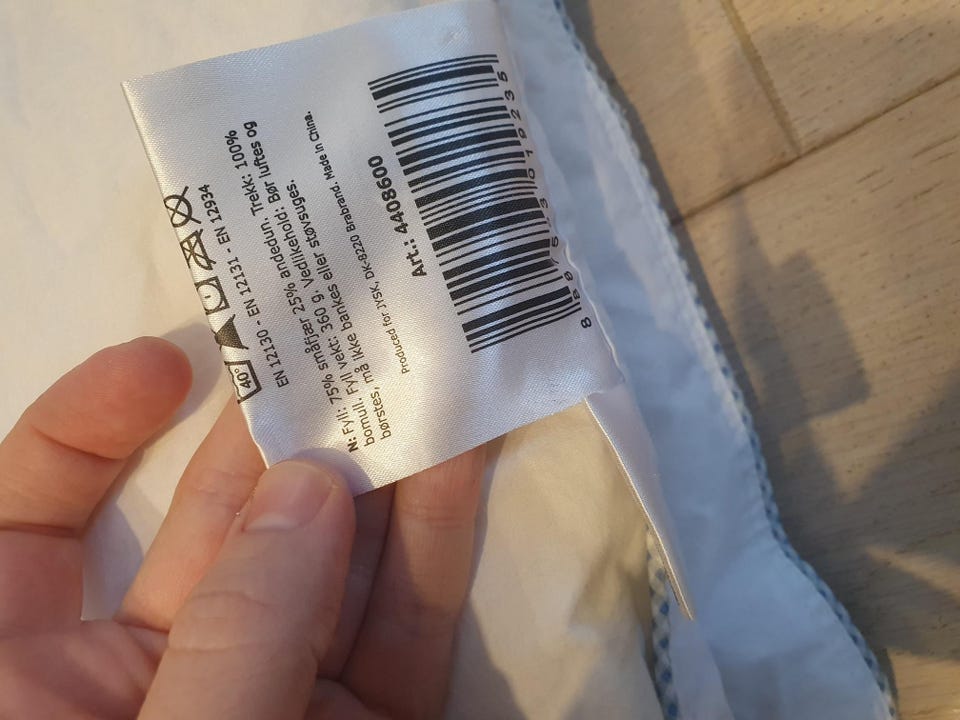 40°
EN 12130 - EN 12131 - EN 12934
N: Fyll: 75% småfjær 25% andedun. Trekk: 100%
bomull. Fyll vekt: 360 g. Vedlikehold: Bør luftes og
børstes, må ikke bankes eller støvsuges.
Produced for JYSK, DK-8220 Brabrand. Made in China.
Art.: 4408600